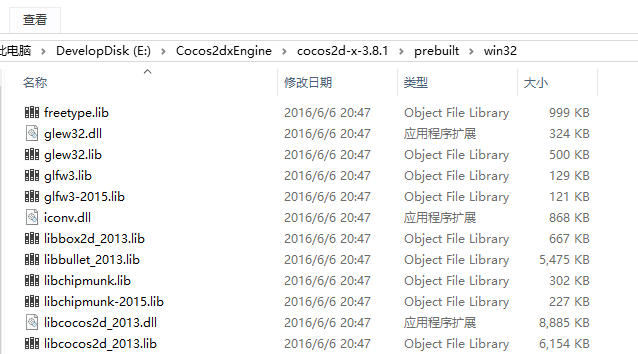 查看
此电脑 DevelopDisk (E:) Cocos2dxEngine cocos2d-x-3.8.1 prebuilt win32
名称 修改日期 类型 大小
freetype.lib 2016/6/6 20:47 Object File Library 999 KB
glew32.dll 2016/6/6 20:47 应用程序扩展 324 KB
glew32.lib 2016/6/6 20:47 Object File Library 500 KB
glfw3.lib 2016/6/6 20:47 Object File Library 129 KB
glfw3-2015.lib 2016/6/6 20:47 Object File Library 121 KB
iconv.dll 2016/6/6 20:47 应用程序扩展 868 KB
libbox2d_2013.lib 2016/6/6 20:47 Object File Library 667 KB
libbullet_2013.lib 2016/6/6 20:47 Object File Library 5,475 KB
libchipmunk.lib 2016/6/6 20:47 Object File Library 302 KB
libchipmunk-2015.lib 2016/6/6 20:47 Object File Library 227 KB
libcocos2d_2013.dll 2016/6/6 20:47 应用程序扩展 8,885 KB
libcocos2d_2013.lib 2016/6/6 20:47 Object File Library 6,154 KB